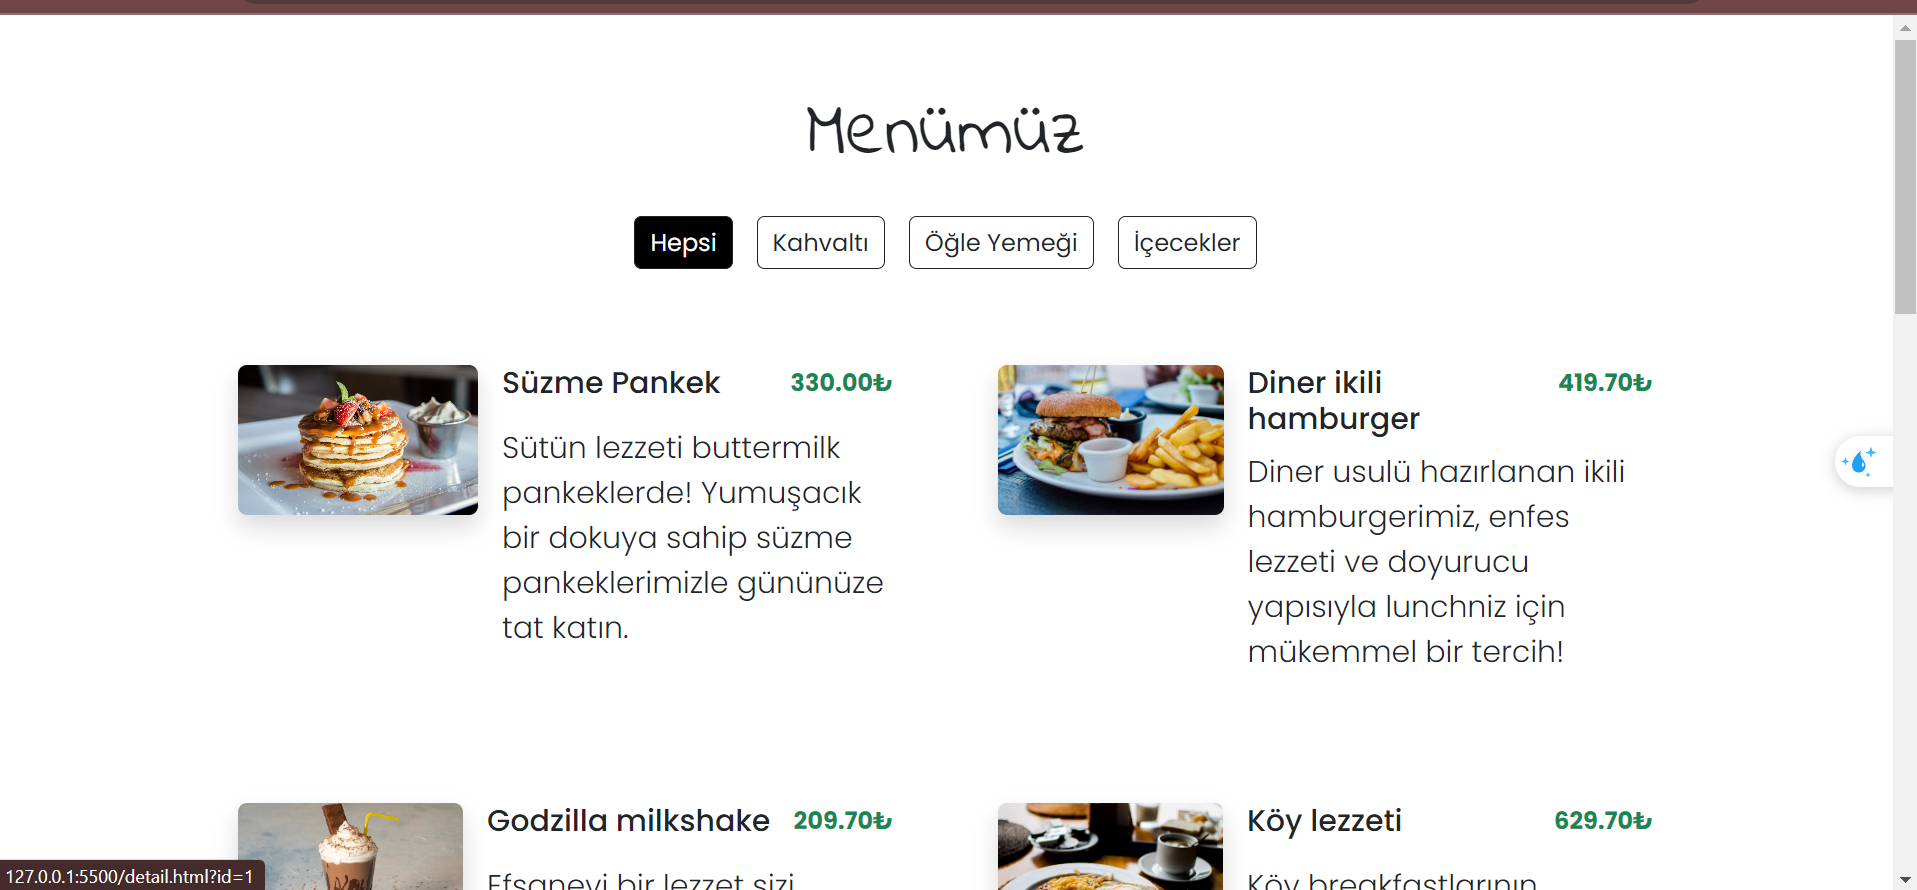 Menümüz
Hepsi
Kahvaltı
Öğle Yemeği
İçecekler
Süzme Pankek 330.00₺
Sütün lezzeti buttermilk
pankeklerde! Yumuşacık
bir dokuya sahip süzme
pankeklerimizle gününüze
tat katın.
Diner ikili 419.70₺
hamburger
Diner usulü hazırlanan ikili
hamburgerimiz, enfes
lezzeti ve doyurucu
yapısıyla lunchniz için
mükemmel bir tercih!
Godzilla milkshake 209.70₺
Efsanevi bir lezzet sizi
Köy lezzeti 629.70₺
Köy breakfastlarının
127.0.0.1:5500/detail.html?id=1